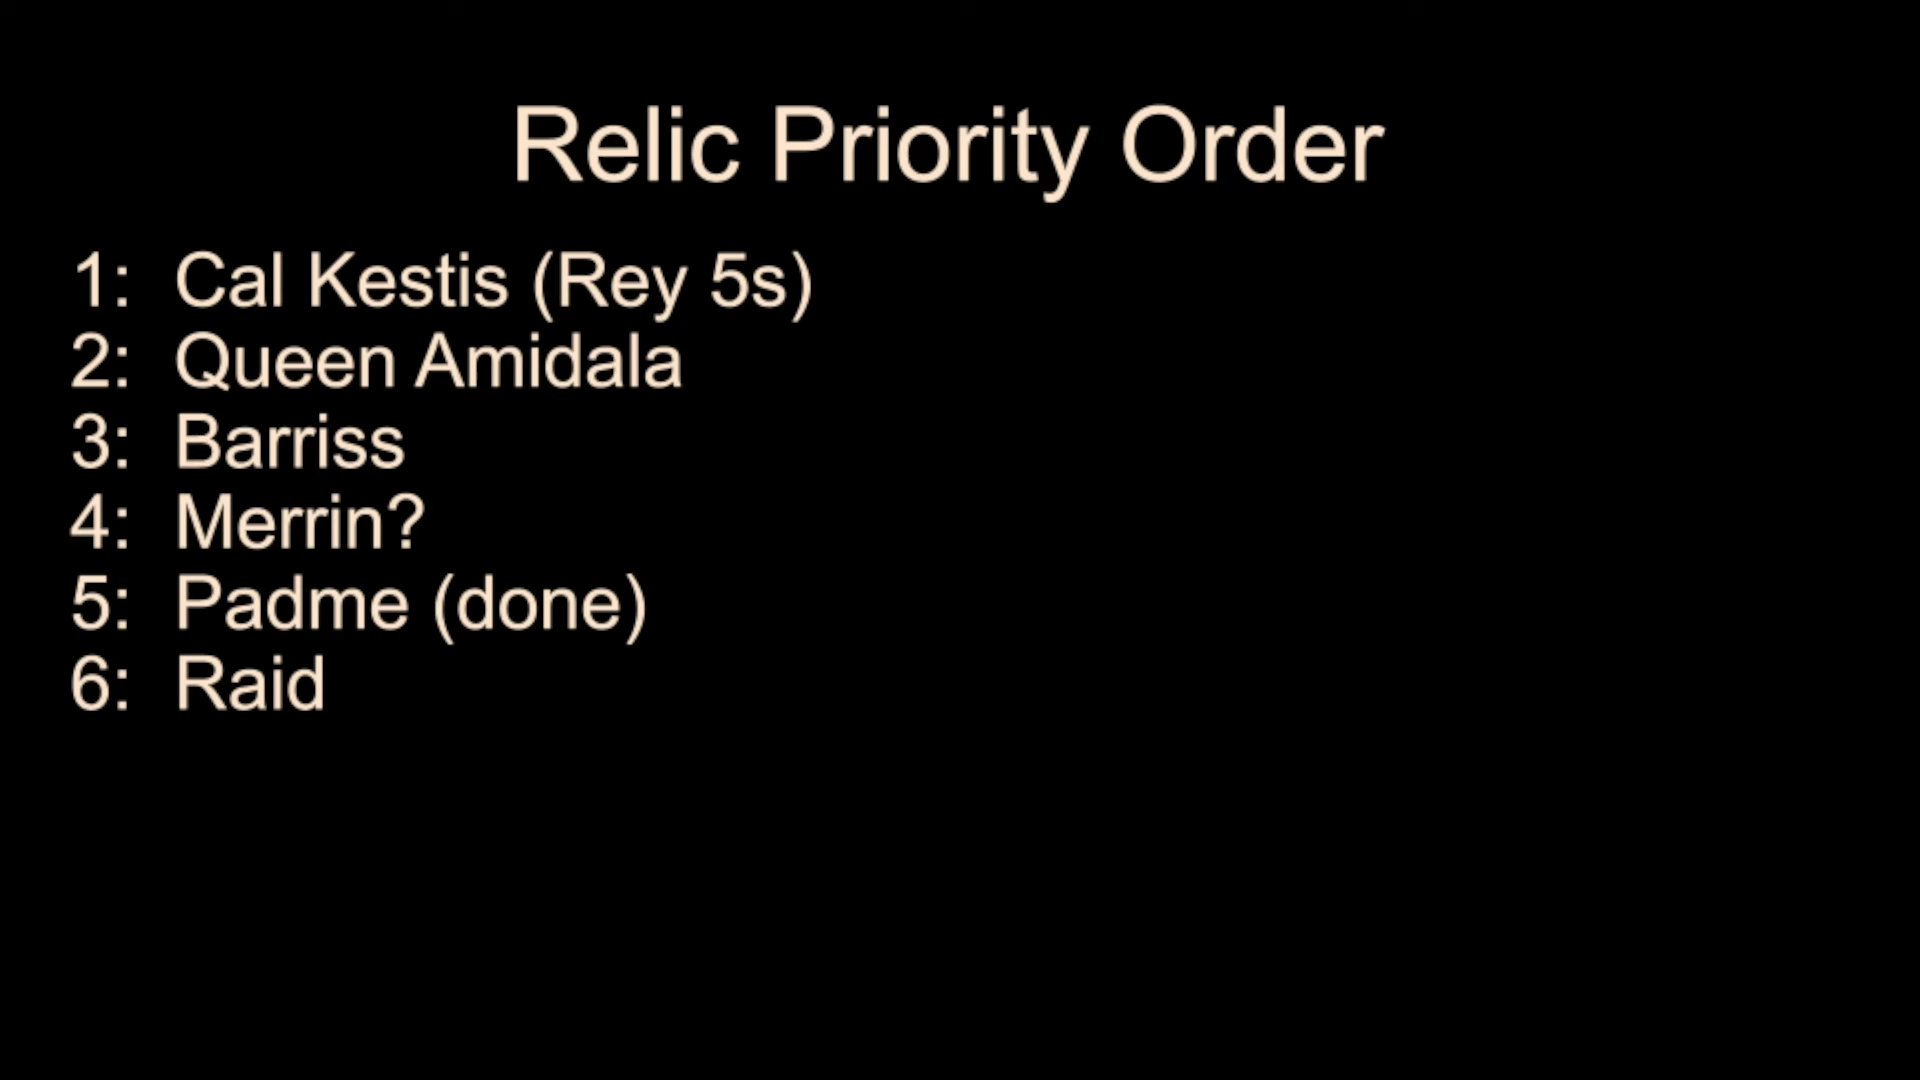 Relic Priority Order
1: Cal Kestis (Rey 5s)
2: Queen Amidala
3: Barriss
4: Merrin?
5: Padme (done)
6: Raid